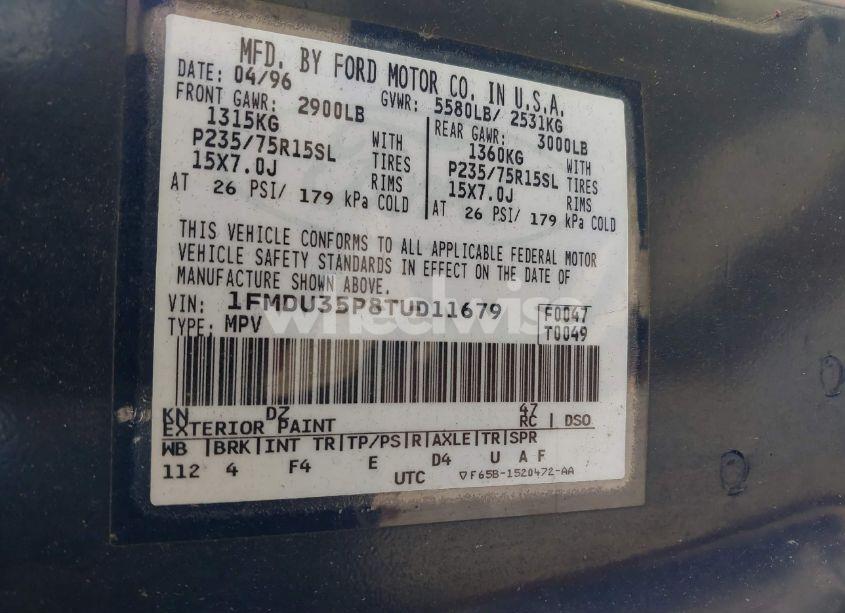 MFD. BY FORD MOTOR CO. IN U.S.A.
DATE: 04/96 GVWR: 5580LB/ 2531KG
FRONT GAWR: 2900LB REAR GAWR: 3000LB
1315KG WITH 1360KG WITH
P235/75R15SL TIRES P235/75R15SL TIRES
15X7.0J RIMS 15X7.0J RIMS
AT 26 PSI/ 179 kPa COLD AT 26 PSI/ 179 kPa COLD
THIS VEHICLE CONFORMS TO ALL APPLICABLE FEDERAL MOTOR
VEHICLE SAFETY STANDARDS IN EFFECT ON THE DATE OF
MANUFACTURE SHOWN ABOVE.
VIN: 1FMDU35P8TUD11679 F0047
TYPE: MPV T0049
wheelwise
KN DZ 47
EXTERIOR PAINT RC DSO
WB BRK INT TR TP/PS R AXLE TR SPR
112 4 F4 E D4 U A F
UTC ▽F65B-1520472-AA